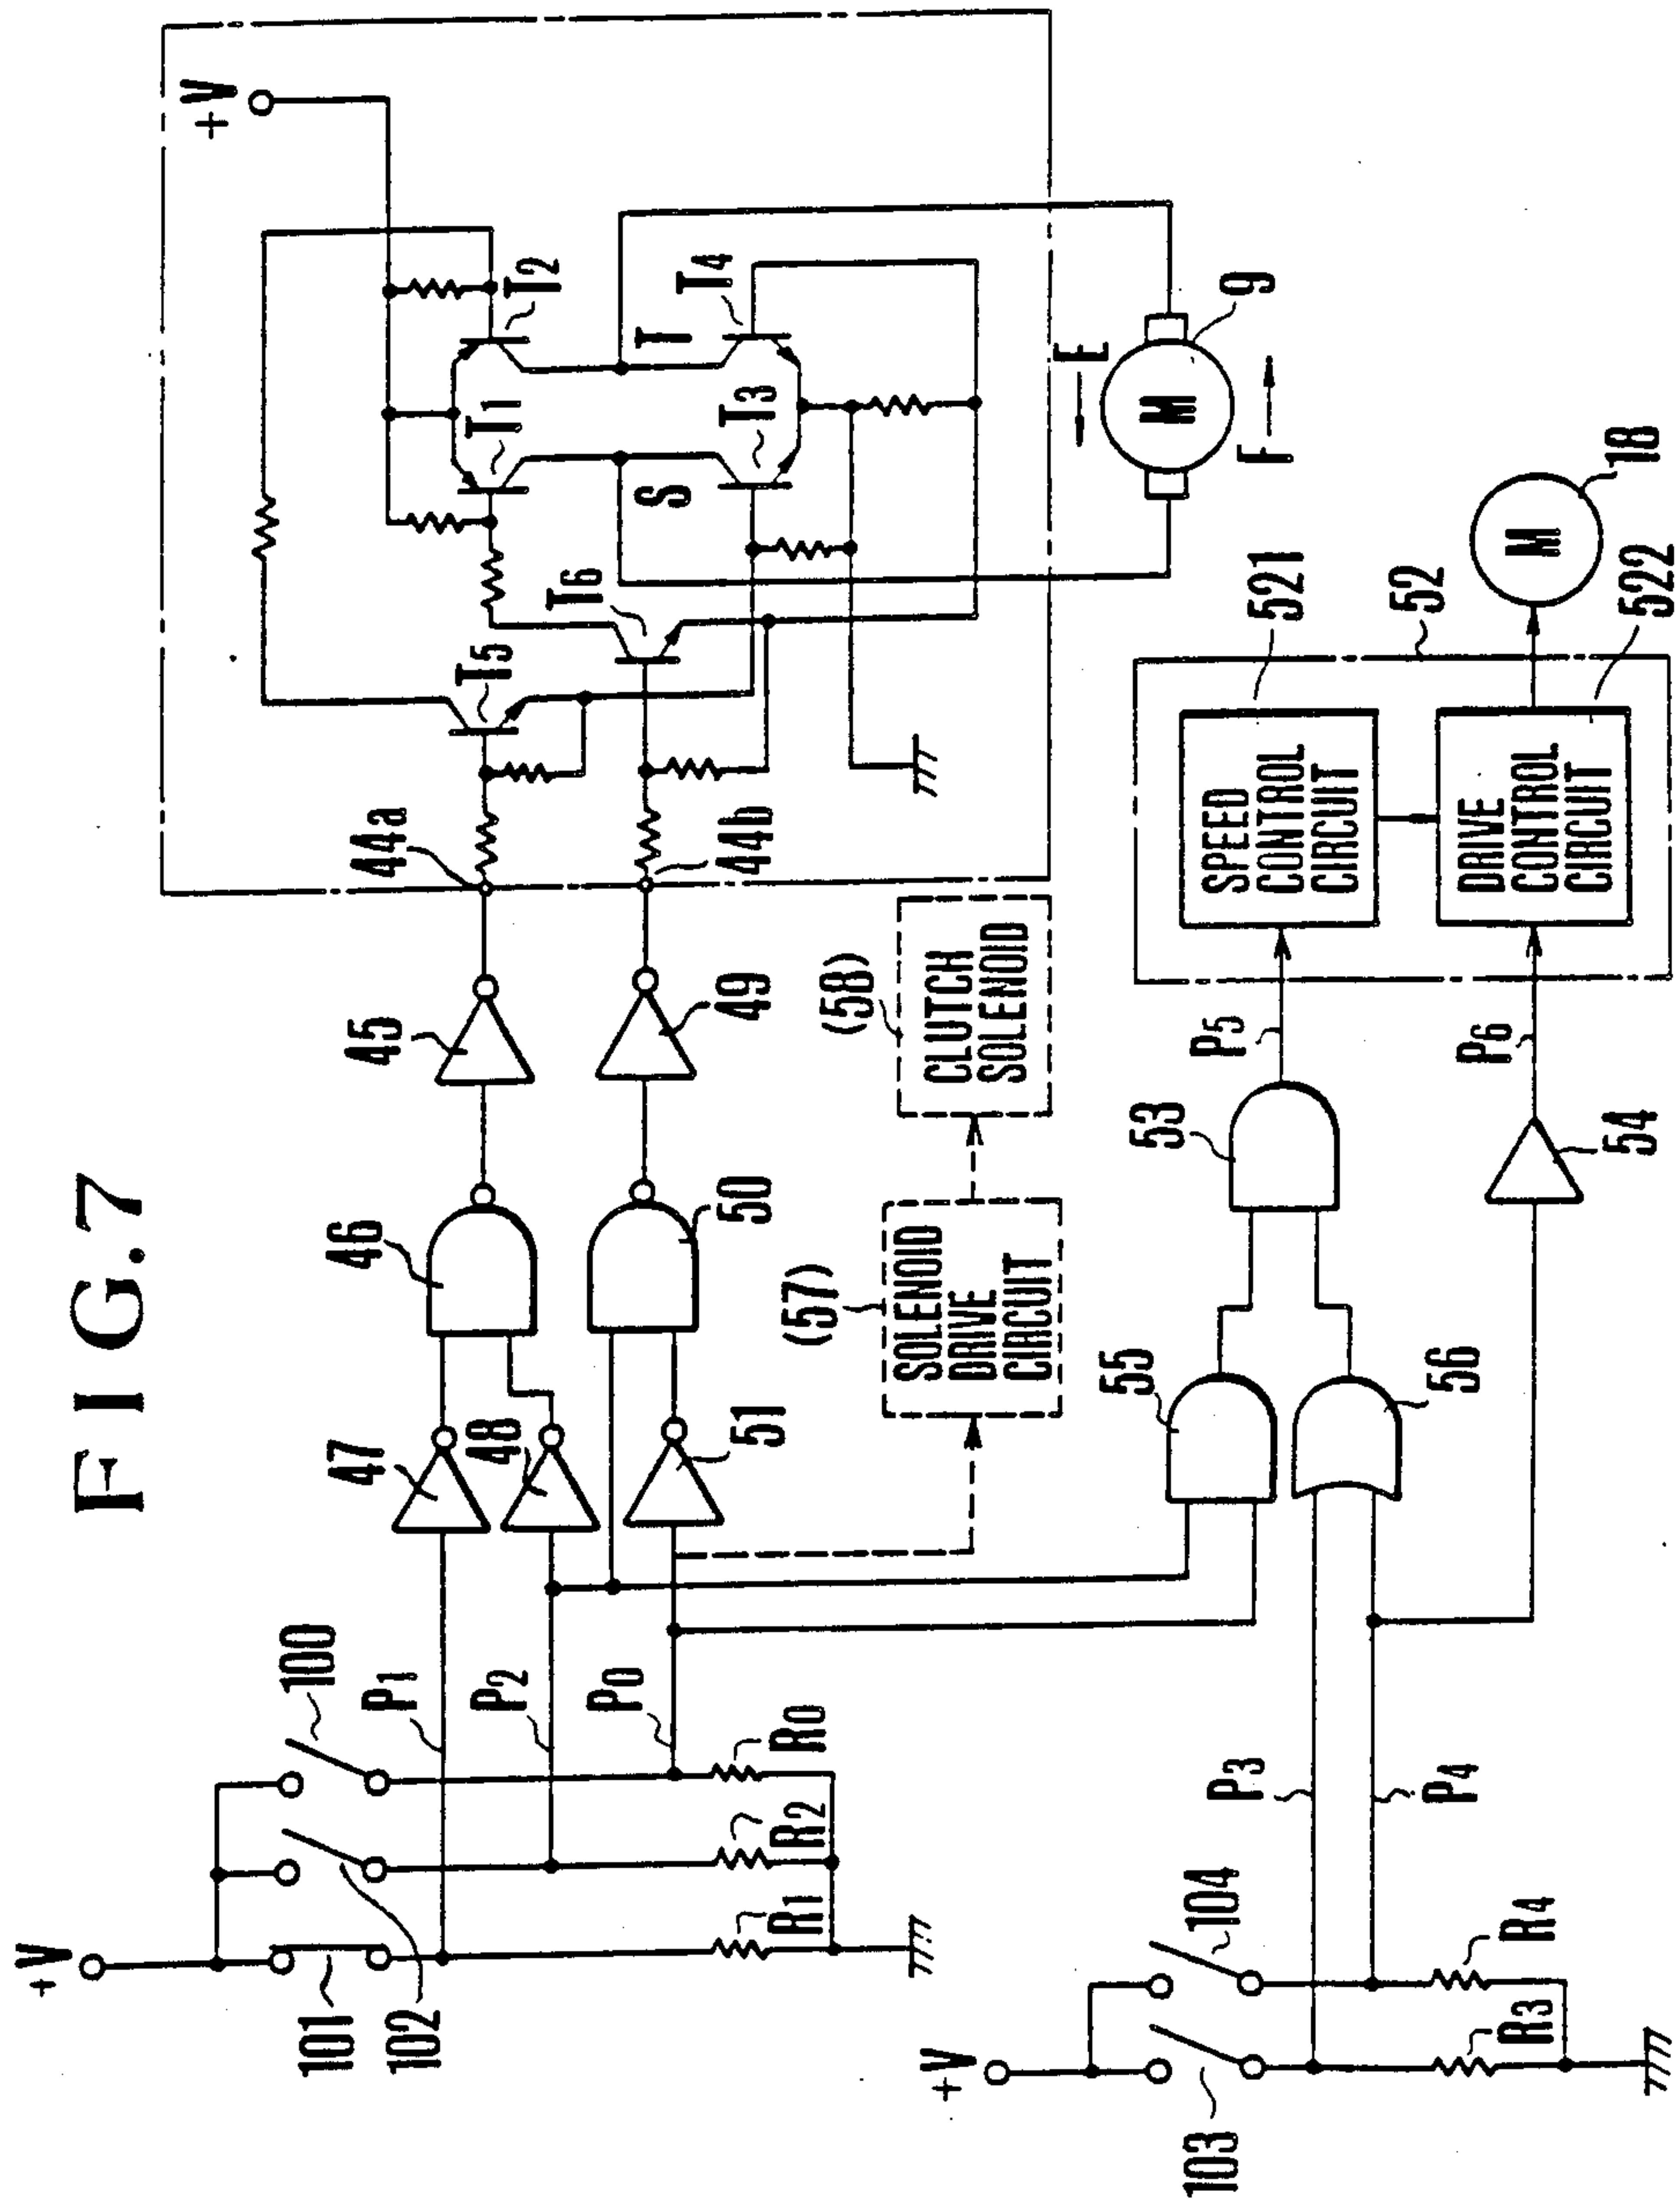 FIG.7
+V
101
102
100
P1
P2
P0
R1
R2
R0
47
48
51
46
50
45
49
44a
44b
T5
T6
+V
T1
T2
S
T
T3
T4
E
M
F
9
(57)
SOLENOID
DRIVE
CIRCUIT
(58)
CLUTCH
SOLENOID
+V
103
104
P3
P4
R3
R4
55
56
53
54
P5
P6
SPEED
CONTROL
CIRCUIT
521
52
DRIVE
CONTROL
CIRCUIT
522
M
18